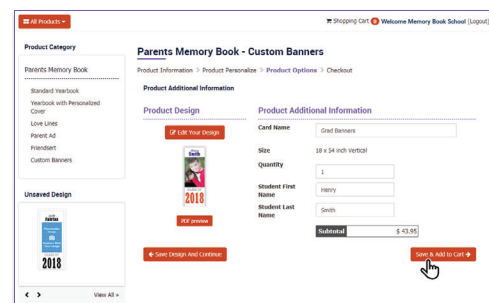 All Products
Shopping Cart 0 Welcome Memory Book School (Logout)
Product Category
Parents Memory Book
Standard Yearbook
Yearbook with Personalized
Cover
Love Lines
Parent Ad
Friendsert
Custom Banners
Unsaved Design
2018
View All »
Parents Memory Book - Custom Banners
Product Information > Product Personalize > Product Options > Checkout
Product Additional Information
Product Design
Edit Your Design
Smith
2018
PDF preview
Save Design And Continue
Product Additional Information
Card Name Grad Banners
Size 18 x 54 inch Vertical
Quantity 1
Student First
Name Henry
Student Last
Name Smith
Subtotal $ 43.95
Save & Add to Cart